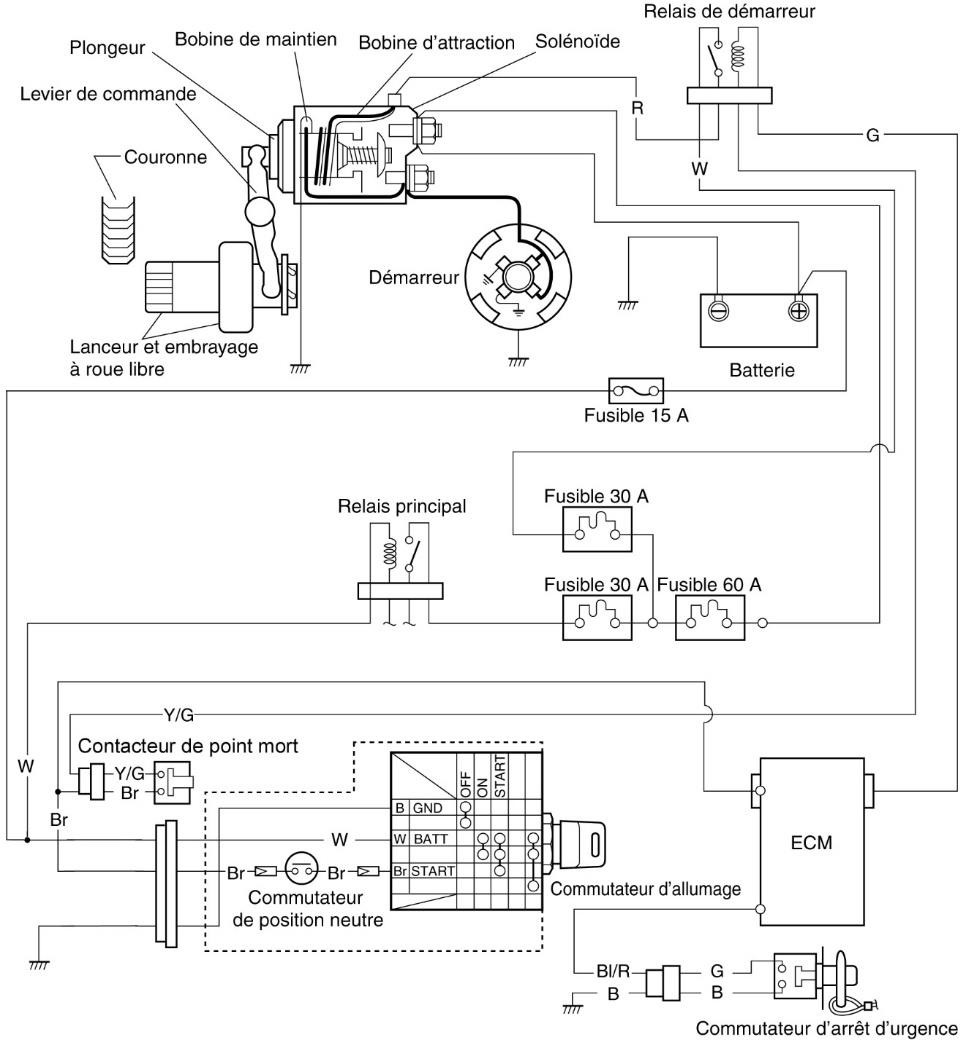 Relais de démarreur
Plongeur
Bobine de maintien
Bobine d'attraction
Solénoïde
Levier de commande
R
G
Couronne
W
Démarreur
Lanceur et embrayage
à roue libre
Batterie
Fusible 15 A
Fusible 30 A
Relais principal
Fusible 30 A
Fusible 60 A
Y/G
Contacteur de point mort
W
Y/G
Br
Br
OFF
ON
START
B GND
W
W BATT
Br
Br
Br START
ECM
Commutateur
de position neutre
Commutateur d'allumage
Bl/R
G
B
B
Commutateur d'arrêt d'urgence